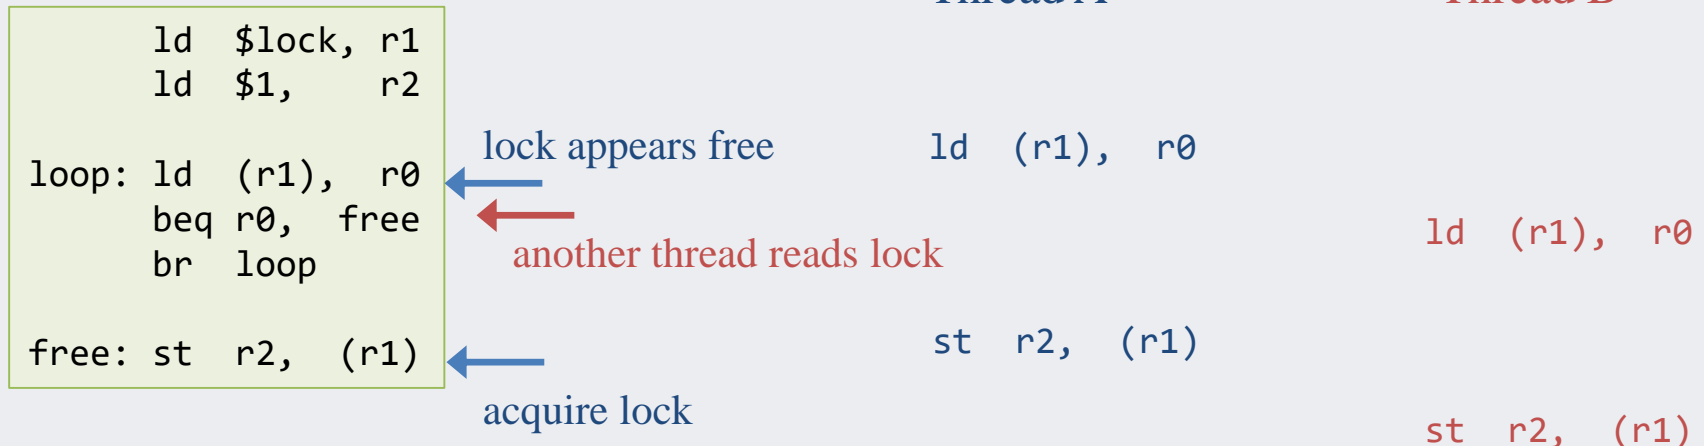 Thread A
Thread B
ld $lock, r1
ld $1, r2
loop: ld (r1), r0
beq r0, free
br loop
free: st r2, (r1)
lock appears free
another thread reads lock
acquire lock
ld (r1), r0
ld (r1), r0
st r2, (r1)
st r2, (r1)